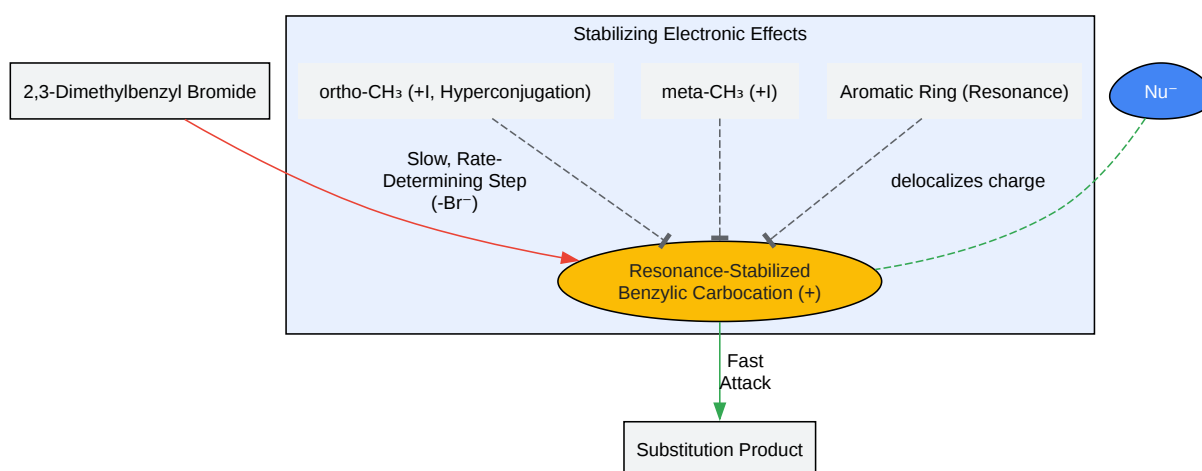 Stabilizing Electronic Effects
2,3-Dimethylbenzyl Bromide
ortho-CH₃ (+I, Hyperconjugation)
meta-CH₃ (+I)
Aromatic Ring (Resonance)
Nu⁻
Slow, Rate-
Determining Step
(-Br⁻)
delocalizes charge
Resonance-Stabilized
Benzylic Carbocation (+)
Fast
Attack
Substitution Product